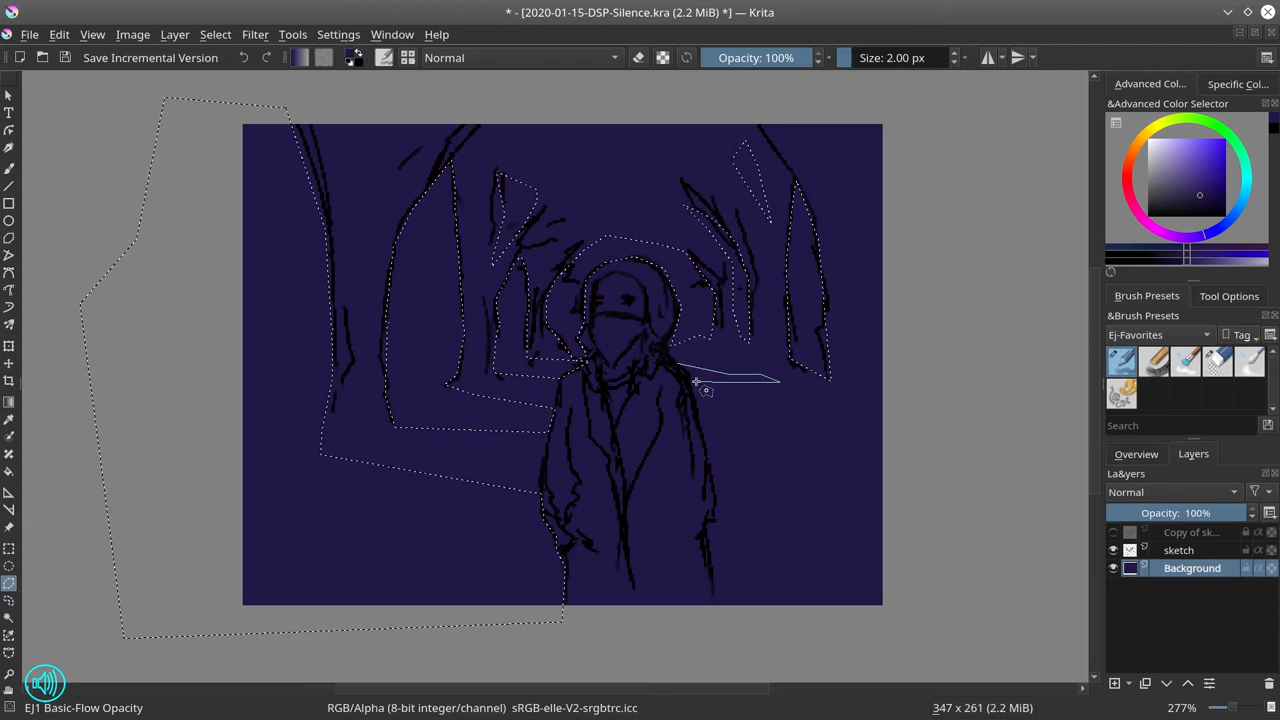 * - [2020-01-15-DSP-Silence.kra (2.2 MiB) *] — Krita
File Edit View Image Layer Select Filter Tools Settings Window Help
Save Incremental Version Normal Opacity: 100% Size: 2.00 px
Advanced Col... Specific Co...
&Advanced Color Selector
Brush Presets Tool Options
&Brush Presets
Ej-Favorites Tag
Search
Overview Layers
La&yers
Normal
Opacity: 100%
Copy of sk...
sketch
Background
EJ1 Basic-Flow Opacity RGB/Alpha (8-bit integer/channel) sRGB-elle-V2-srgbtrc.icc 347 x 261 (2.2 MiB) 277%